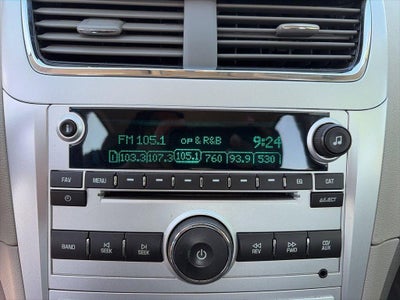 FM 105.1 OP & R&B 9:24
1 103.3 107.3 105.1 760 93.9 530
FAV MENU EQ CAT
BAND SEEK SEEK REV FWD CD/
AUX